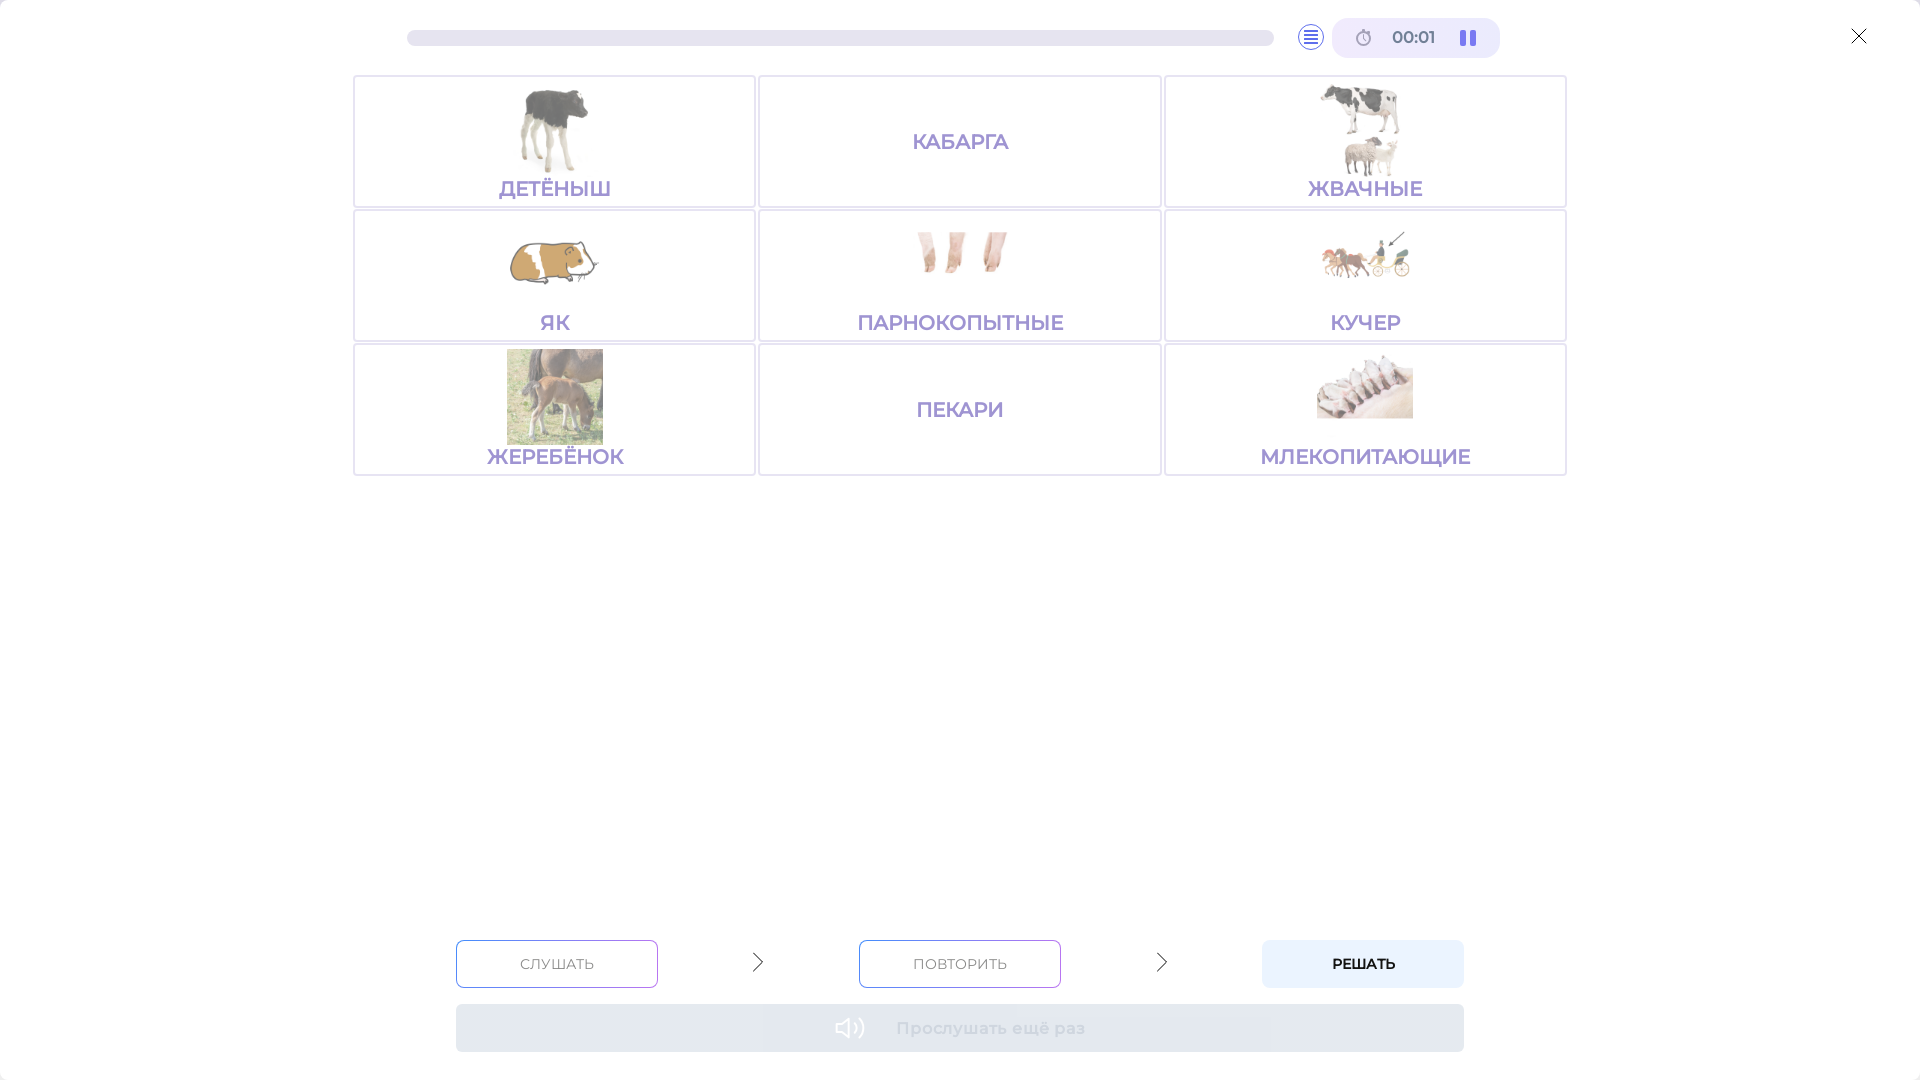 00:01
ДЕТЁНЫШ
КАБАРГА
ЖВАЧНЫЕ
ЯК
ПАРНОКОПЫТНЫЕ
КУЧЕР
ЖЕРЕБЁНОК
ПЕКАРИ
МЛЕКОПИТАЮЩИЕ
СЛУШАТЬ
ПОВТОРИТЬ
РЕШАТЬ
Прослушать ещё раз